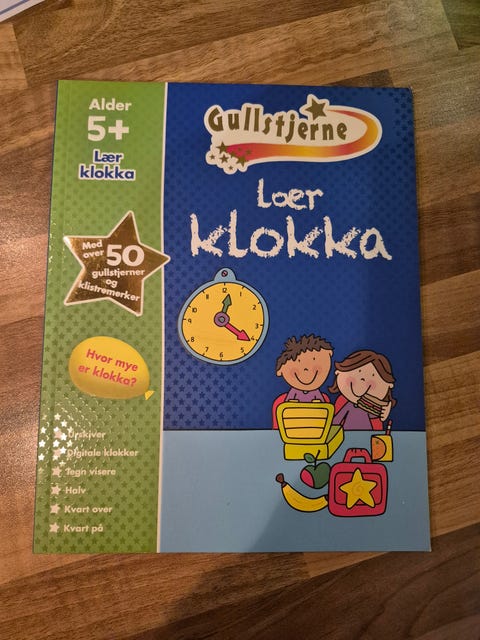 Alder
5+
Lær
klokka
Med
over 50
gullstjerner
og
klistremerker
Hvor mye
er klokka?
Urskiver
Digitale klokker
Tegn visere
Halv
Kvart over
Kvart på
Gullstjerne
Lær
klokka